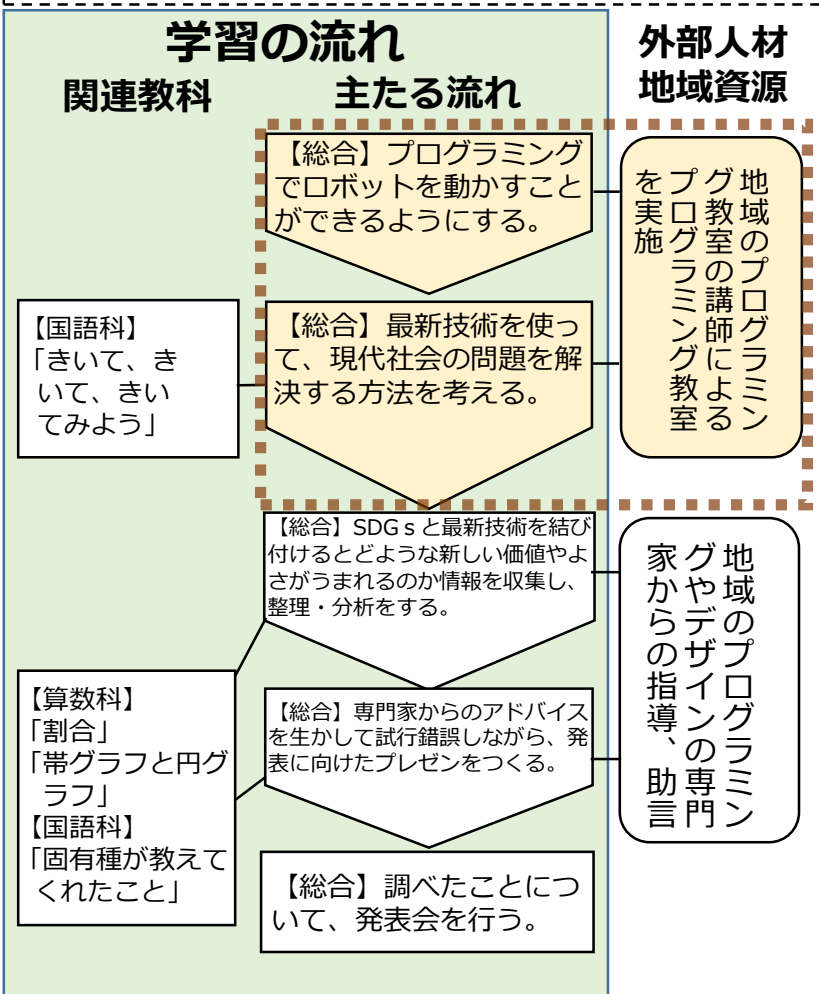 学習の流れ
関連教科
主たる流れ
外部人材
地域資源
【総合】プログラミング
でロボットを動かすこと
ができるようにする。
地域のプログラミン
グ教室の講師による
プログラミング教室
を実施
【国語科】
「きいて、き
いて、きい
てみよう」
【総合】最新技術を使っ
て、現代社会の問題を解
決する方法を考える。
【総合】SDGｓと最新技術を結び
付けるとどような新しい価値やよ
さがうまれるのか情報を収集し、
整理・分析をする。
地域のプログラミン
グやデザインの専門
家からの指導、助言
【算数科】
「割合」
「帯グラフと円グ
ラフ」
【国語科】
「固有種が教えて
くれたこと」
【総合】専門家からのアドバイス
を生かして試行錯誤しながら、発
表に向けたプレゼンをつくる。
【総合】調べたことにつ
いて、発表会を行う。